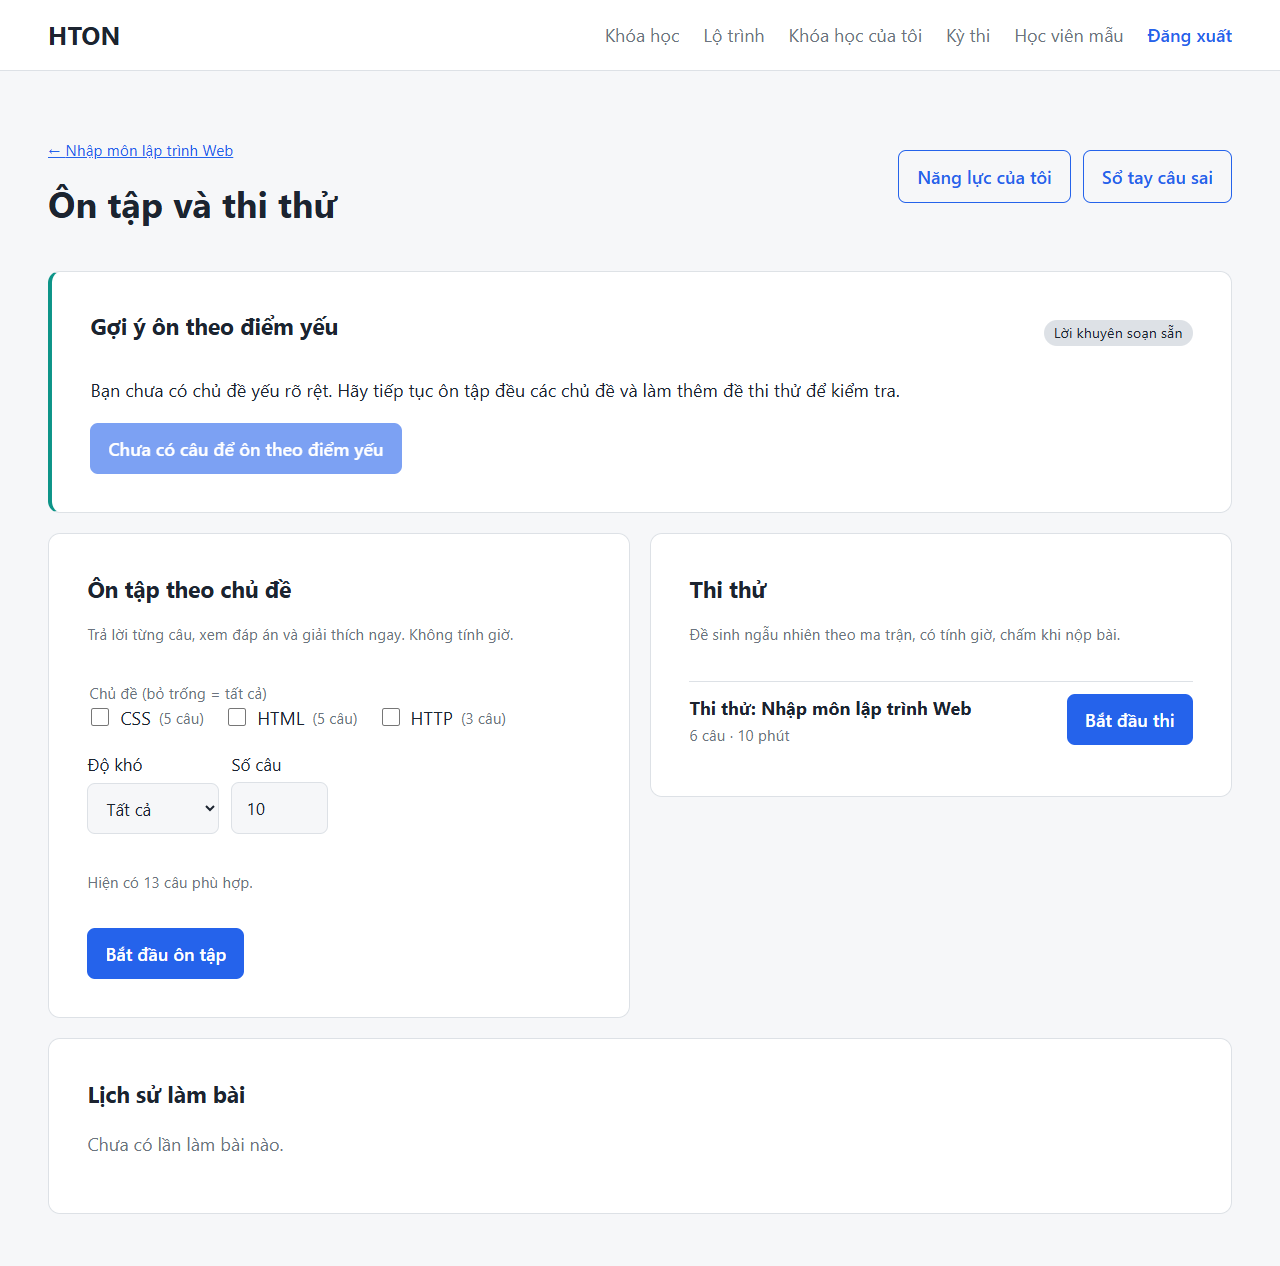 HTON
Khóa học
Lộ trình
Khóa học của tôi
Kỳ thi
Học viên mẫu
Đăng xuất
← Nhập môn lập trình Web
Ôn tập và thi thử
Năng lực của tôi
Sổ tay câu sai
Gợi ý ôn theo điểm yếu
Lời khuyên soạn sẵn
Bạn chưa có chủ đề yếu rõ rệt. Hãy tiếp tục ôn tập đều các chủ đề và làm thêm đề thi thử để kiểm tra.
Chưa có câu để ôn theo điểm yếu
Ôn tập theo chủ đề
Trả lời từng câu, xem đáp án và giải thích ngay. Không tính giờ.
Chủ đề (bỏ trống = tất cả)
CSS (5 câu)
HTML (5 câu)
HTTP (3 câu)
Độ khó
Số câu
Tất cả
10
Hiện có 13 câu phù hợp.
Bắt đầu ôn tập
Thi thử
Đề sinh ngẫu nhiên theo ma trận, có tính giờ, chấm khi nộp bài.
Thi thử: Nhập môn lập trình Web
6 câu · 10 phút
Bắt đầu thi
Lịch sử làm bài
Chưa có lần làm bài nào.